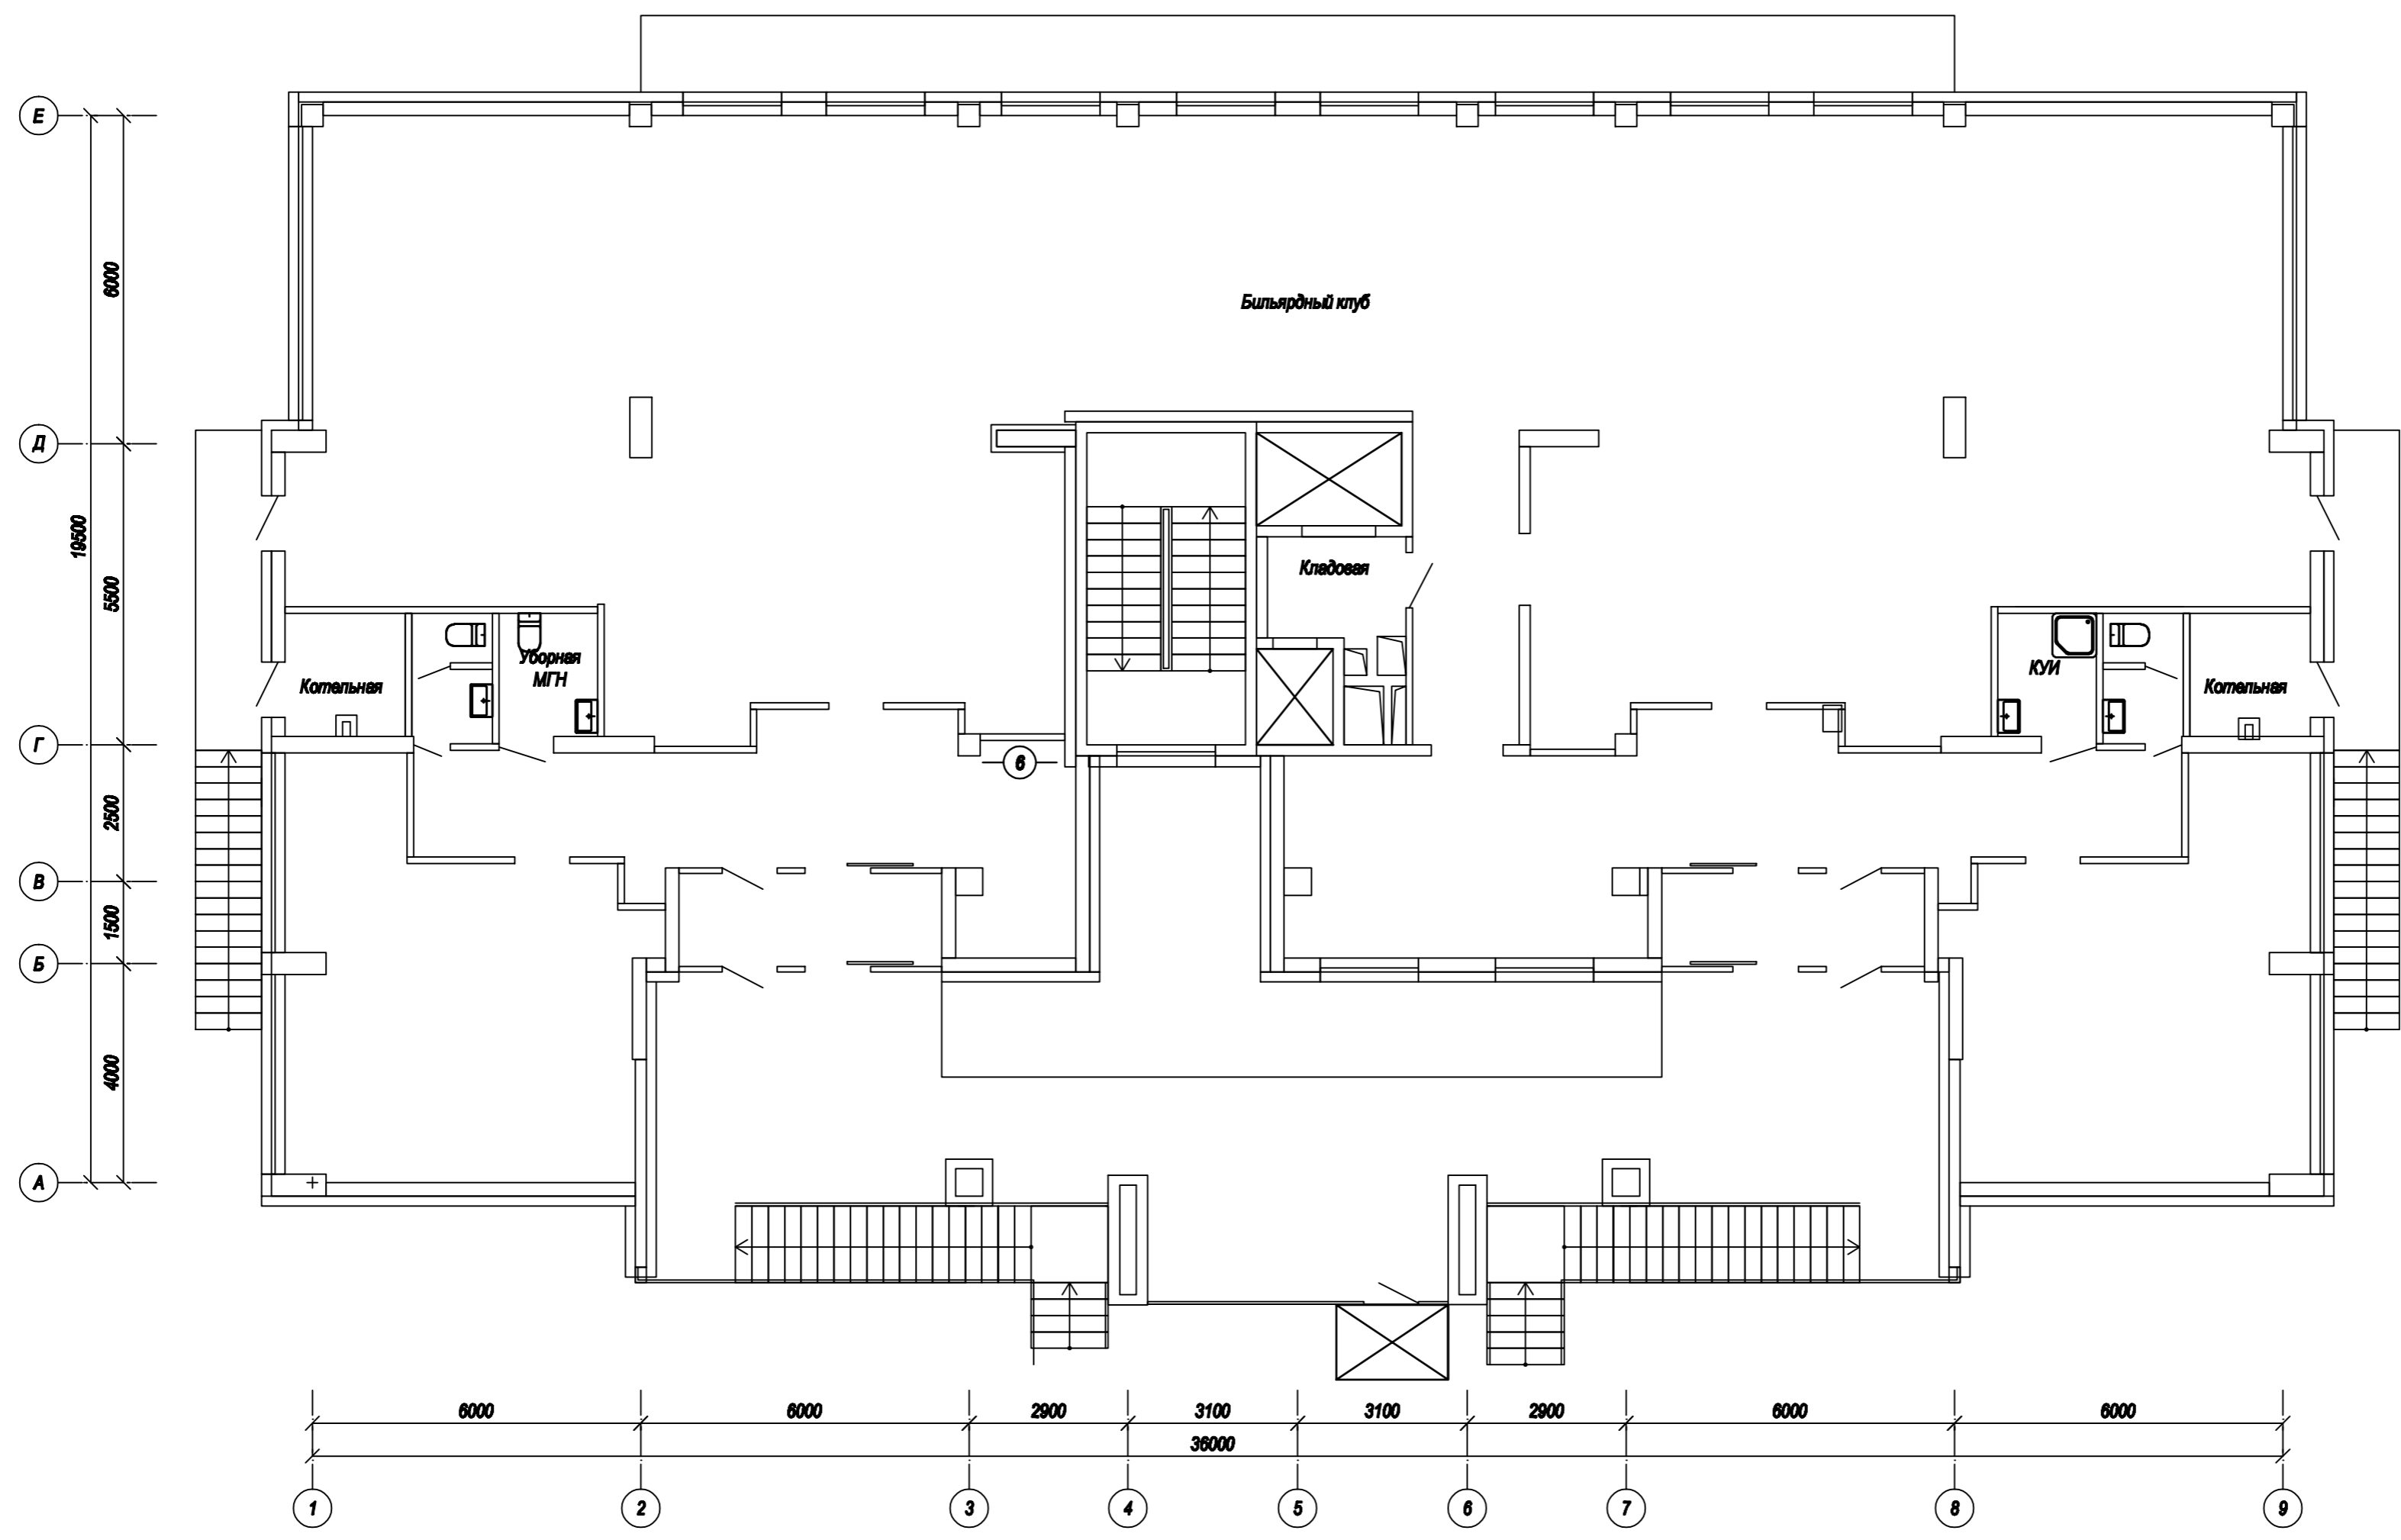 Е
6000
Бильярдный клуб
Д
19500
5500
Кладовая
Котельная
Уборная
МГН
КУИ
Котельная
Г
6
2500
В
1500
Б
4000
А
6000
6000
2900
3100
3100
2900
6000
6000
36000
1
2
3
4
5
6
7
8
9